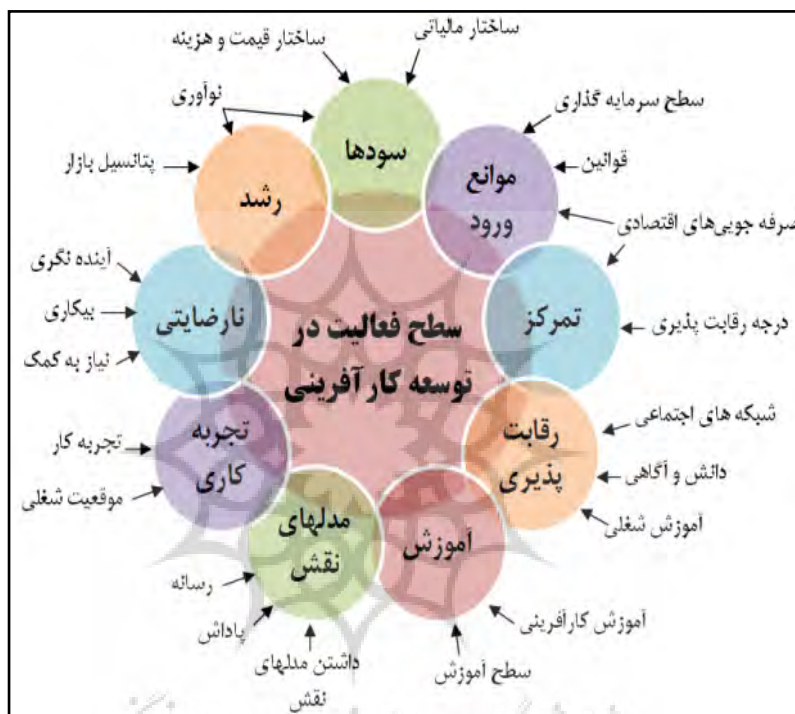 ساختار مالیاتی
ساختار قیمت و هزینه
نوآوری
سطح سرمایه گذاری
پتانسیل بازار
قوانین
سودها
رشد
موانع
ورود
صرفه جویی‌های اقتصادی
آینده نگری
بیکاری
نیاز به کمک
نارضایتی
تمرکز
درجه رقابت پذیری
سطح فعالیت در
توسعه کارآفرینی
شبکه های اجتماعی
دانش و آگاهی
آموزش شغلی
رقابت
پذیری
تجربه
کاری
تجربه کار
موقعیت شغلی
مدلهای
نقش
آموزش
رسانه
پاداش
داشتن مدلهای
نقش
آموزش کارآفرینی
سطح آموزش